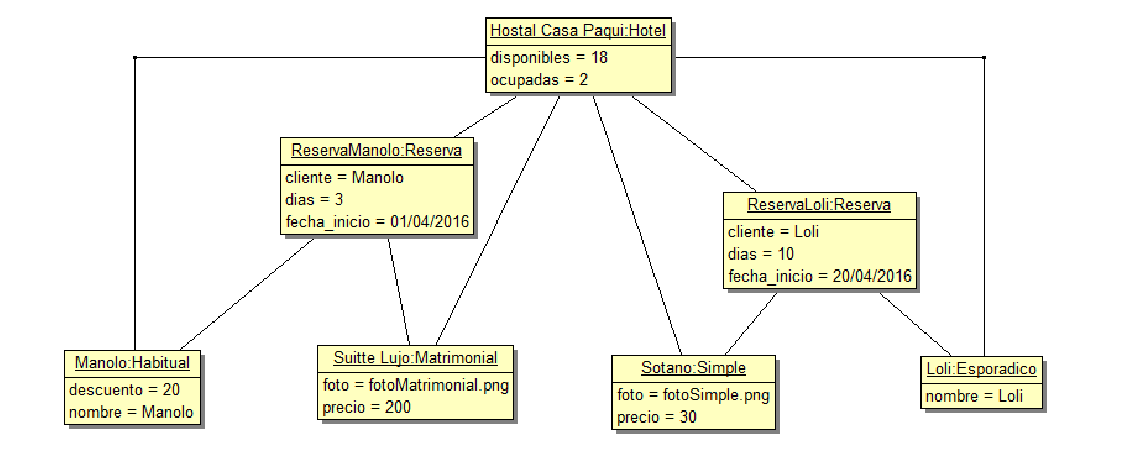 Hostal Casa Paqui:Hotel
disponibles = 18
ocupadas = 2
ReservaManolo:Reserva
cliente = Manolo
dias = 3
fecha_inicio = 01/04/2016
ReservaLoli:Reserva
cliente = Loli
dias = 10
fecha_inicio = 20/04/2016
Manolo:Habitual
descuento = 20
nombre = Manolo
Suitte Lujo:Matrimonial
foto = fotoMatrimonial.png
precio = 200
Sotano:Simple
foto = fotoSimple.png
precio = 30
Loli:Esporadico
nombre = Loli